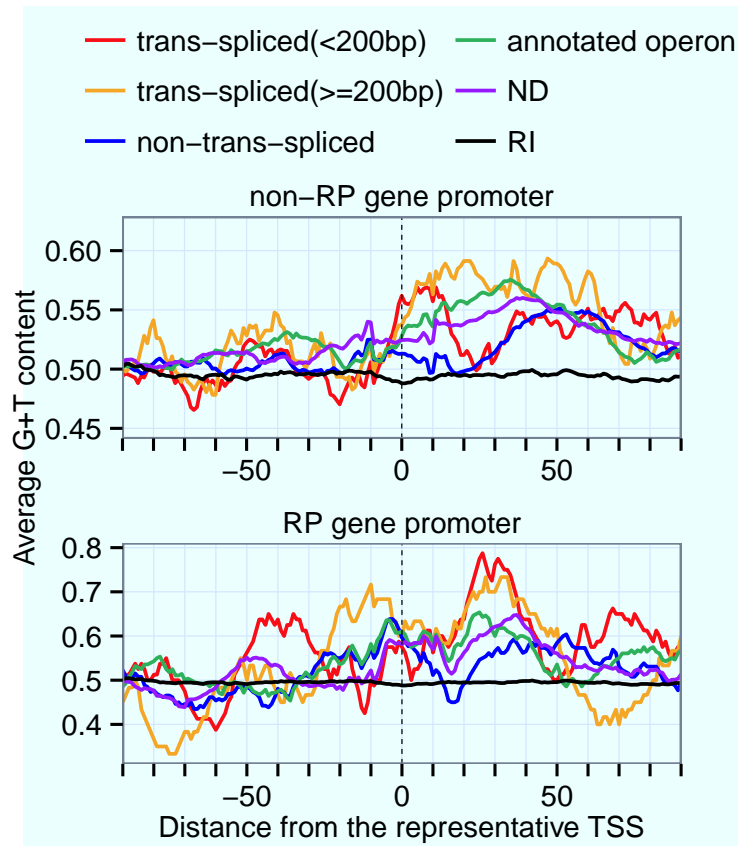 trans−spliced(<200bp)
annotated operon
trans−spliced(>=200bp)
ND
non−trans−spliced
RI
non−RP gene promoter
0.60
0.55
0.50
0.45
−50
0
50
Average G+T content
RP gene promoter
0.8
0.7
0.6
0.5
0.4
−50
0
50
Distance from the representative TSS